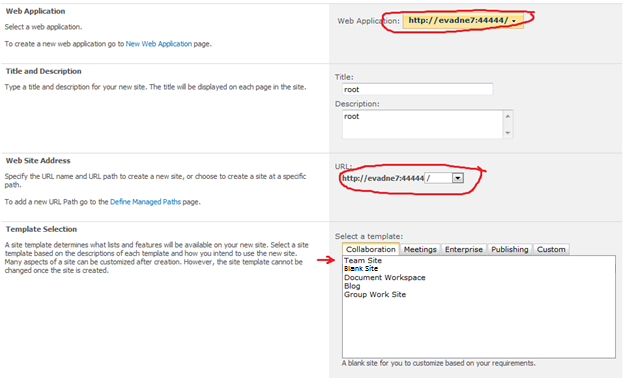 Web Application
Select a web application.
To create a new web application go to New Web Application page.
Web Application: http://evadne7:44444/
Title and Description
Type a title and description for your new site. The title will be displayed on each page in the site.
Title:
root
Description:
root
Web Site Address
Specify the URL name and URL path to create a new site, or choose to create a site at a specific
path.
To add a new URL Path go to the Define Managed Paths page.
URL:
http://evadne7:44444 /
Template Selection
A site template determines what lists and features will be available on your new site. Select a site
template based on the descriptions of each template and how you intend to use the new site.
Many aspects of a site can be customized after creation. However, the site template cannot be
changed once the site is created.
Select a template:
Collaboration Meetings Enterprise Publishing Custom
Team Site
Blank Site
Document Workspace
Blog
Group Work Site
A blank site for you to customize based on your requirements.